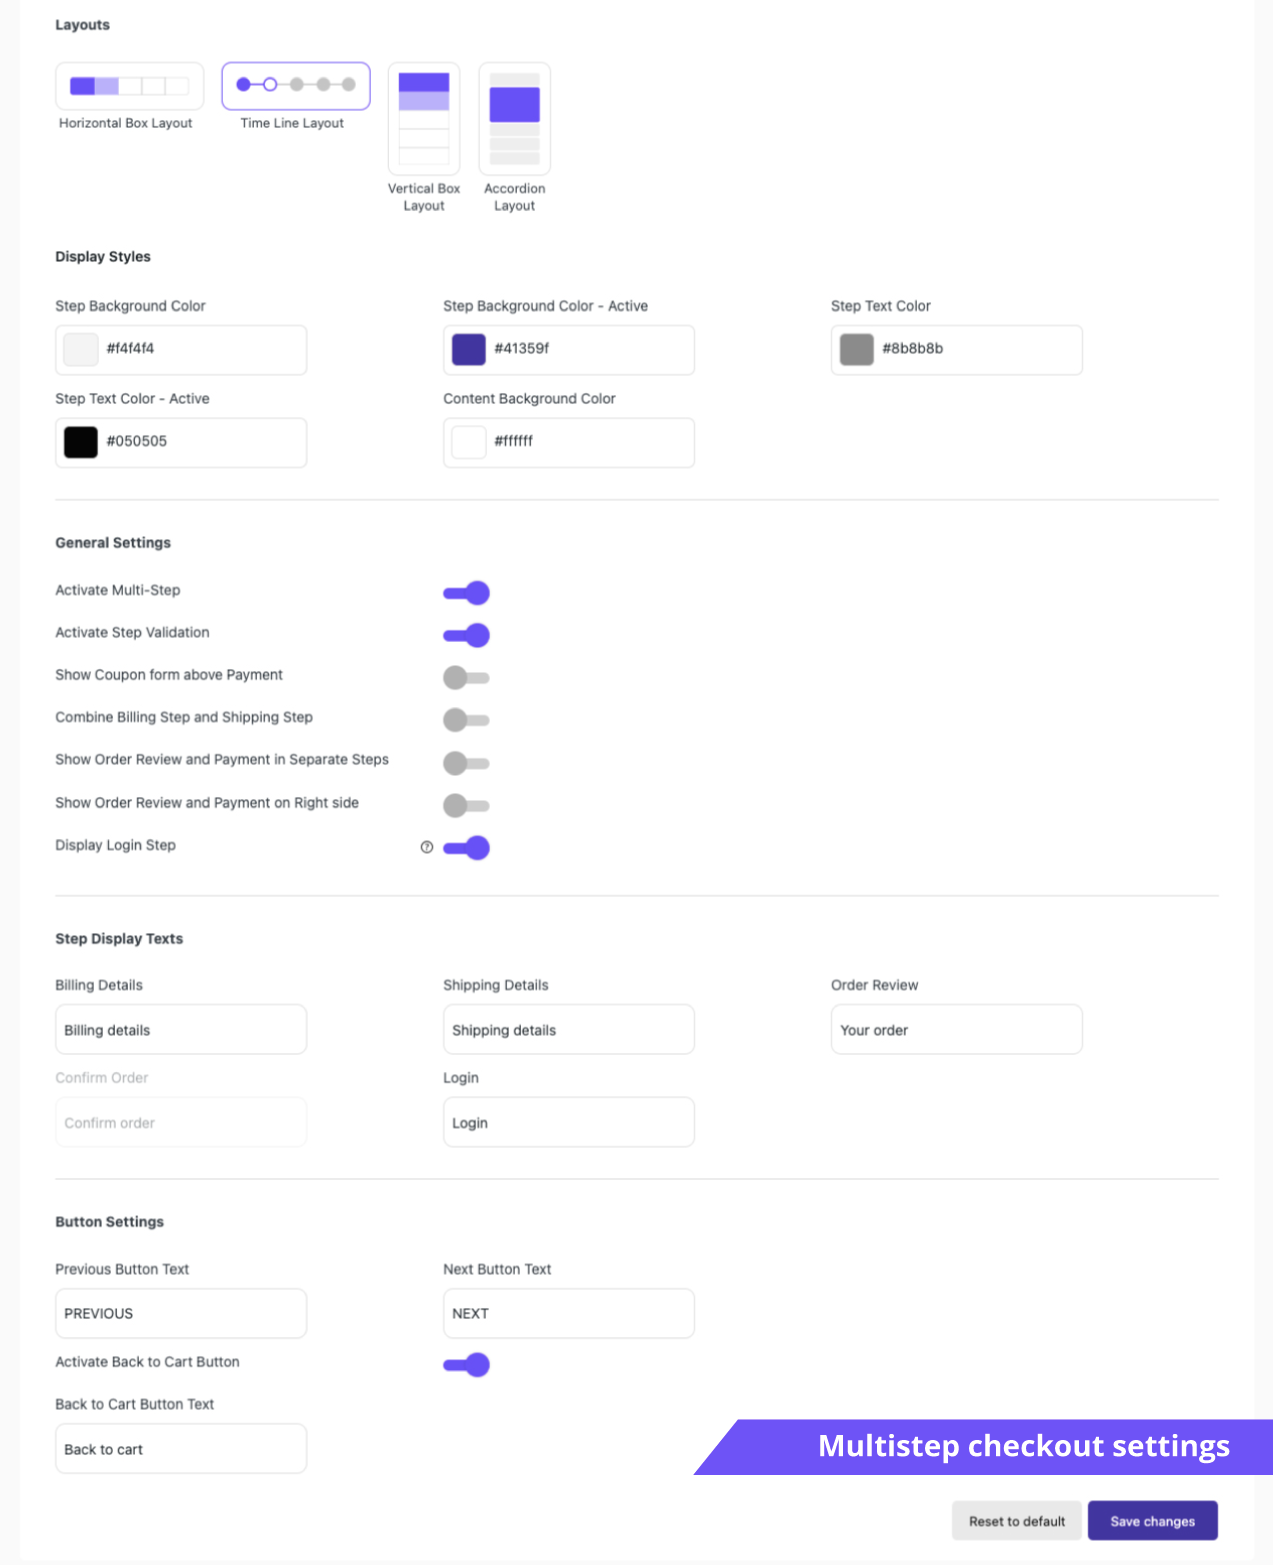 Layouts
Horizontal Box Layout
Time Line Layout
Vertical Box
Layout
Accordion
Layout
Display Styles
Step Background Color
Step Background Color - Active
Step Text Color
#f4f4f4
#41359f
#8b8b8b
Step Text Color - Active
Content Background Color
#050505
#ffffff
General Settings
Activate Multi-Step
Activate Step Validation
Show Coupon form above Payment
Combine Billing Step and Shipping Step
Show Order Review and Payment in Separate Steps
Show Order Review and Payment on Right side
Display Login Step
?
Step Display Texts
Billing Details
Shipping Details
Order Review
Billing details
Shipping details
Your order
Confirm Order
Login
Confirm order
Login
Button Settings
Previous Button Text
Next Button Text
PREVIOUS
NEXT
Activate Back to Cart Button
Back to Cart Button Text
Back to cart
Multistep checkout settings
Reset to default
Save changes